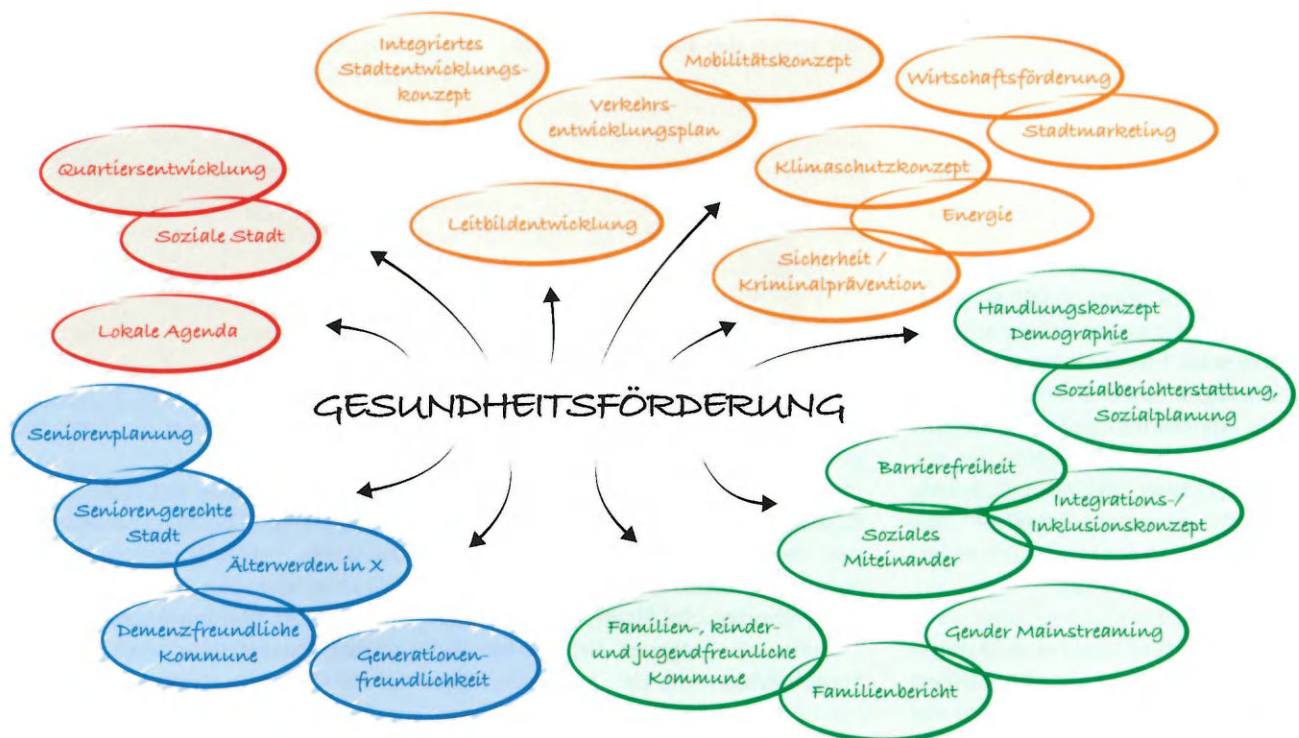 Integriertes
Stadtentwicklungs-
konzept
Mobilitätskonzept
Verkehrs-
entwicklungsplan
Wirtschaftsförderung
Stadtmarketing
Quartiersentwicklung
Soziale Stadt
Klimaschutzkonzept
Energie
Leitbildentwicklung
Sicherheit /
Kriminalprävention
Lokale Agenda
Handlungskonzept
Demographie
Sozialberichterstattung,
Sozialplanung
GESUNDHEITSFÖRDERUNG
Seniorenplanung
Seniorengerechte
Stadt
Älterwerden in X
Demenzfreundliche
Kommune
Generationen-
freundlichkeit
Barrierefreiheit
Integrations-/
Inklusionskonzept
Soziales
Miteinander
Familien-, kinder-
und jugendfreunliche
Kommune
Familienbericht
Gender Mainstreaming